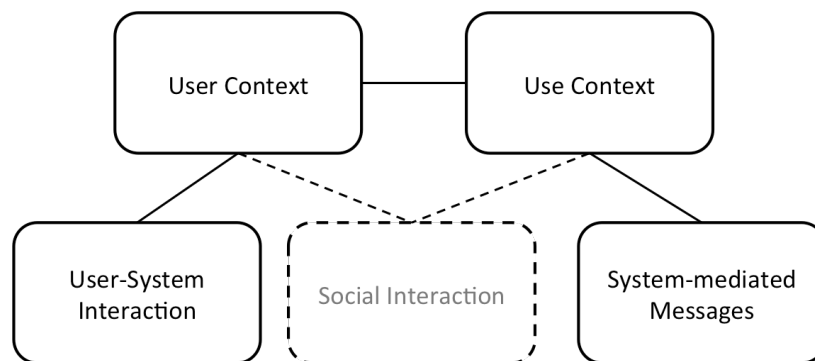 User Context
Use Context
User-System
Interaction
Social Interaction
System-mediated
Messages